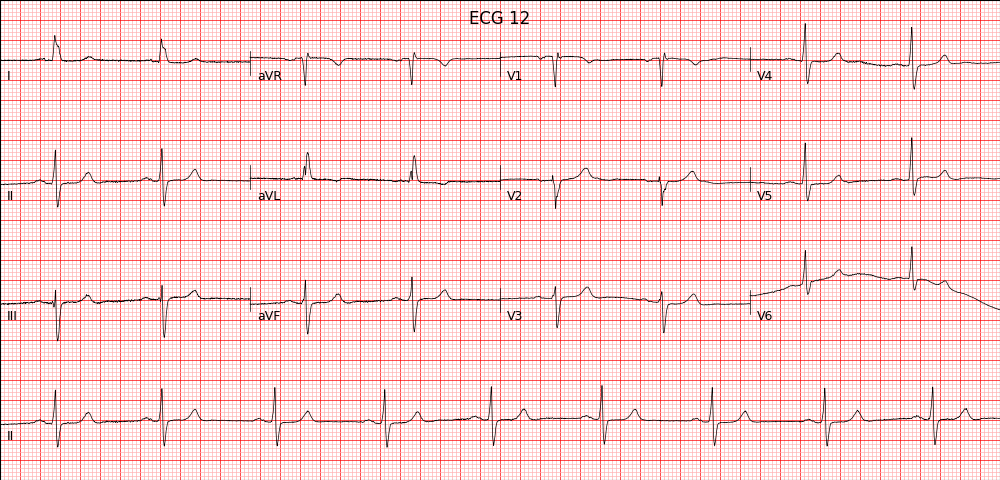 ECG 12
I aVR V1 V4
II aVL V2 V5
III aVF V3 V6
II